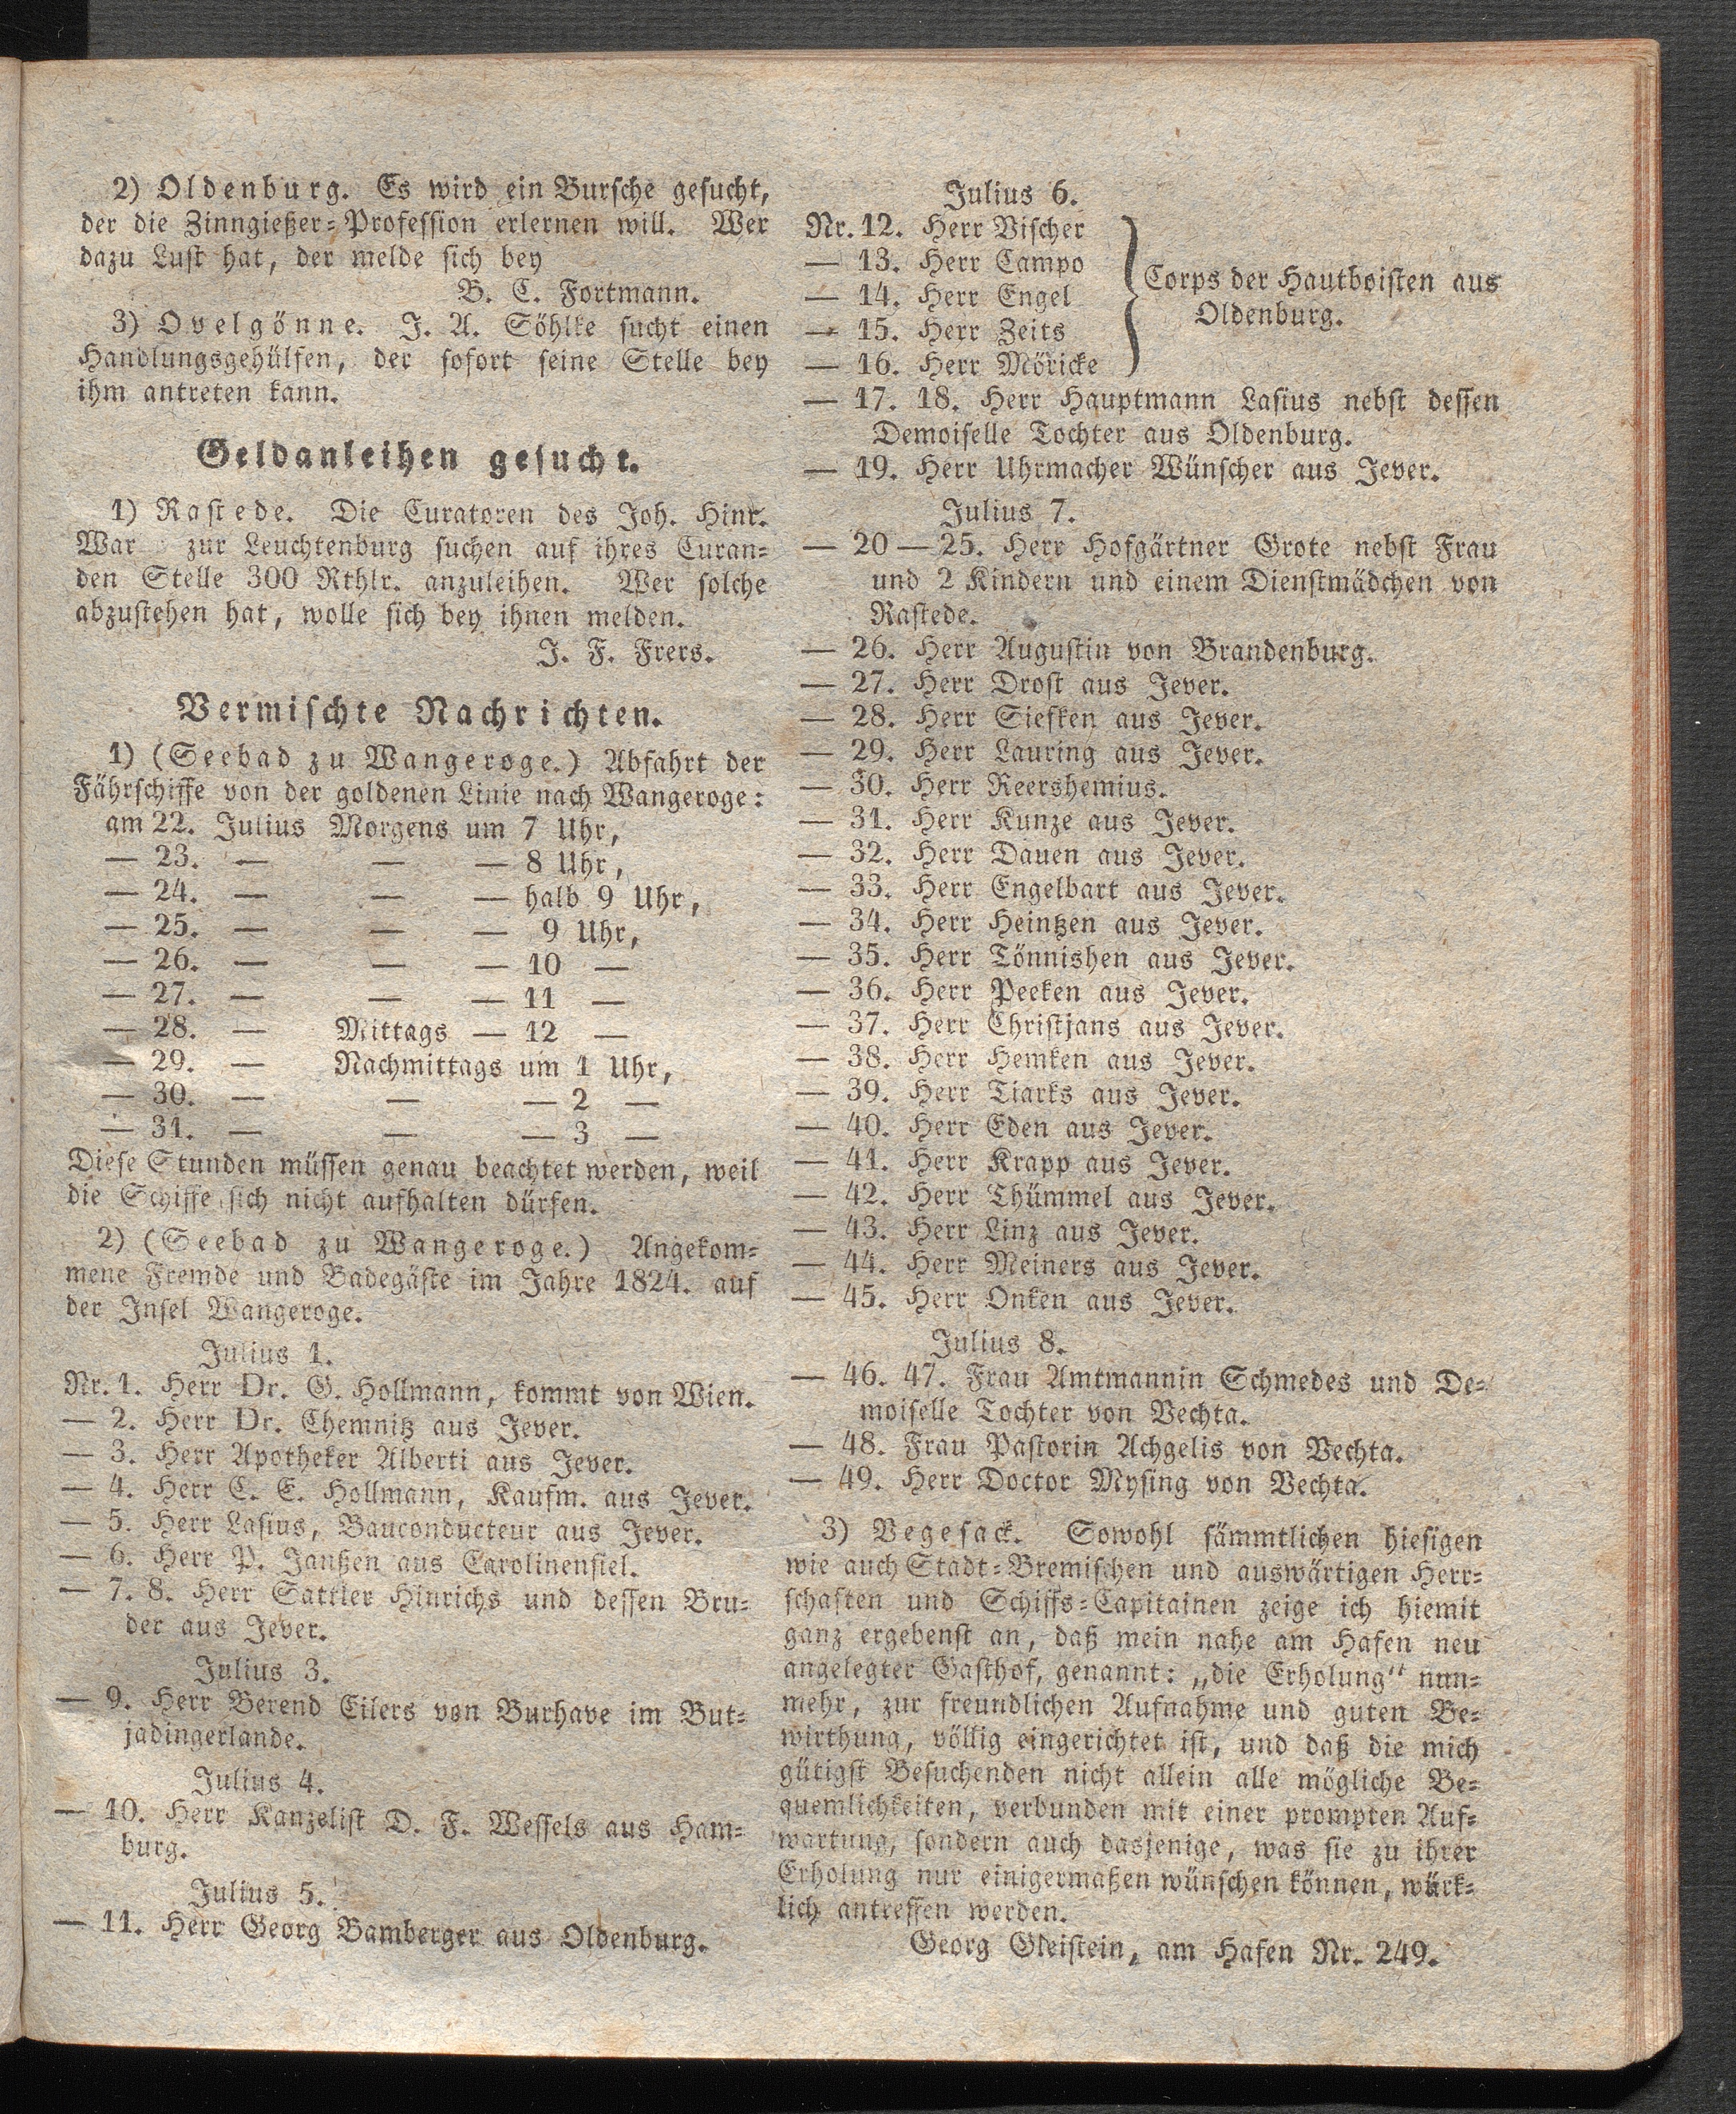 2) Oldenburg. Es wird ein Bursche gesucht,
der die Zinngießer-Profession erlernen will. Wer
dazu Lust hat, der melde sich bey
B. C. Fortmann.
3) Ovelgönne. J. A. Söhlke sucht einen
Handlungsgehülfen, der sofort seine Stelle bey
ihm antreten kann.
Geldanleihen gesucht.
1) Rastede. Die Curatoren des Joh. Hinr.
War zur Leuchtenburg suchen auf ihres Curan-
den Stelle 300 Rthlr. anzuleihen. Wer solche
abzustehen hat, wolle sich bey ihnen melden.
J. F. Frers.
Vermischte Nachrichten.
1) (Seebad zu Wangeroge.) Abfahrt der
Fährschiffe von der goldenen Linie nach Wangeroge:
am 22. Julius Morgens um 7 Uhr,
— 23. — — — 8 Uhr,
— 24. — — — halb 9 Uhr,
— 25. — — — 9 Uhr,
— 26. — — — 10 —
— 27. — — — 11 —
— 28. — Mittags — 12 —
— 29. — Nachmittags um 1 Uhr,
— 30. — — — 2 —
— 31. — — — 3 —
Diese Stunden müssen genau beachtet werden, weil
die Schiffe sich nicht aufhalten dürfen.
2) (Seebad zu Wangeroge.) Angekom-
mene Fremde und Badegäste im Jahre 1824. auf
der Insel Wangeroge.
Julius 1.
Nr. 1. Herr Dr. G. Hollmann, kommt von Wien.
— 2. Herr Dr. Chemnitz aus Jever.
— 3. Herr Apotheker Alberti aus Jever.
— 4. Herr C. E. Hollmann, Kaufm. aus Jever.
— 5. Herr Lasius, Bauconducteur aus Jever.
— 6. Herr P. Janßen aus Carolinensiel.
— 7. 8. Herr Sattler Hinrichs und dessen Bru-
der aus Jever.
Julius 3.
— 9. Herr Berend Eilers von Burhave im But-
jadingerlande.
Julius 4.
— 10. Herr Kanzelist D. F. Wessels aus Ham-
burg.
Julius 5.
— 11. Herr Georg Bamberger aus Oldenburg.
Julius 6.
Nr. 12. Herr Vischer
— 13. Herr Campo
— 14. Herr Engel
— 15. Herr Zeits
— 16. Herr Möricke
Corps der Hautboisten aus
Oldenburg.
— 17. 18. Herr Hauptmann Lasius nebst dessen
Demoiselle Tochter aus Oldenburg.
— 19. Herr Uhrmacher Wünscher aus Jever.
Julius 7.
— 20 — 25. Herr Hofgärtner Grote nebst Frau
und 2 Kindern und einem Dienstmädchen von
Rastede.
— 26. Herr Augustin von Brandenburg.
— 27. Herr Drost aus Jever.
— 28. Herr Siefken aus Jever.
— 29. Herr Lauring aus Jever.
— 30. Herr Reershemius.
— 31. Herr Kunze aus Jever.
— 32. Herr Dauen aus Jever.
— 33. Herr Engelbart aus Jever.
— 34. Herr Heintzen aus Jever.
— 35. Herr Tönnishen aus Jever.
— 36. Herr Peeken aus Jever.
— 37. Herr Christjans aus Jever.
— 38. Herr Hemken aus Jever.
— 39. Herr Tiarks aus Jever.
— 40. Herr Eden aus Jever.
— 41. Herr Krapp aus Jever.
— 42. Herr Thümmel aus Jever.
— 43. Herr Linz aus Jever.
— 44. Herr Meiners aus Jever.
— 45. Herr Onken aus Jever.
Julius 8.
— 46. 47. Frau Amtmannin Schmedes und De-
moiselle Tochter von Vechta.
— 48. Frau Pastorin Achgelis von Vechta.
— 49. Herr Doctor Mysing von Vechta.
3) Vegesack. Sowohl sämmtlichen hiesigen
wie auch Stadt-Bremischen und auswärtigen Herr-
schaften und Schiffs-Capitainen zeige ich hiemit
ganz ergebenst an, daß mein nahe am Hafen neu
angelegter Gasthof, genannt: „die Erholung“ nun-
mehr, zur freundlichen Aufnahme und guten Be-
wirthung, völlig eingerichtet ist, und daß die mich
gütigst Besuchenden nicht allein alle mögliche Be-
quemlichkeiten, verbunden mit einer prompten Auf-
wartung, sondern auch dasjenige, was sie zu ihrer
Erholung nur einigermaßen wünschen können, würk-
lich antreffen werden.
Georg Gleistein, am Hafen Nr. 249.